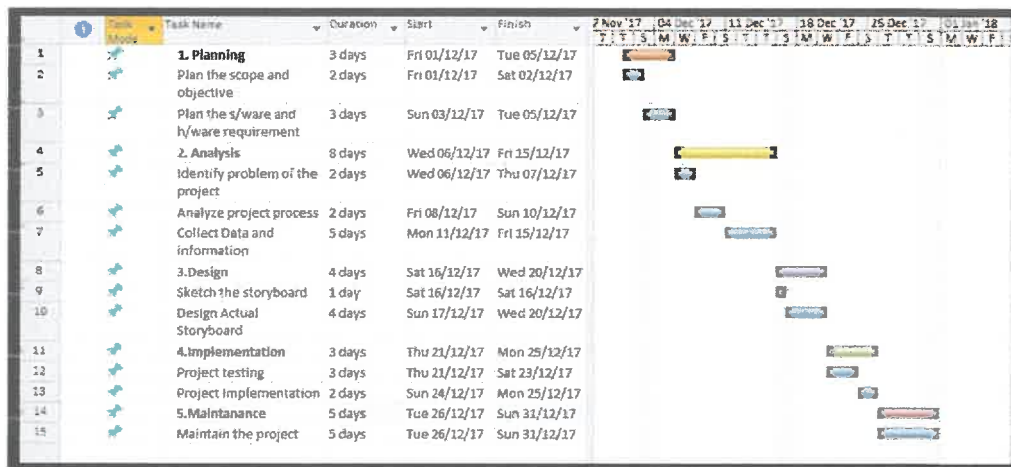 Task Mode Task Name Duration Start Finish 7 Nov '17 04 Dec '17 11 Dec '17 18 Dec '17 25 Dec '17 01 Jan '18
T T S M W F S T T S M W F S T T S M W F S
1 1. Planning 3 days Fri 01/12/17 Tue 05/12/17
2 Plan the scope and 2 days Fri 01/12/17 Sat 02/12/17
objective
3 Plan the s/ware and 3 days Sun 03/12/17 Tue 05/12/17
h/ware requirement
4 2. Analysis 8 days Wed 06/12/17 Fri 15/12/17
5 Identify problem of the 2 days Wed 06/12/17 Thu 07/12/17
project
6 Analyze project process 2 days Fri 08/12/17 Sun 10/12/17
7 Collect Data and 5 days Mon 11/12/17 Fri 15/12/17
information
8 3.Design 4 days Sat 16/12/17 Wed 20/12/17
9 Sketch the storyboard 1 day Sat 16/12/17 Sat 16/12/17
10 Design Actual 4 days Sun 17/12/17 Wed 20/12/17
Storyboard
11 4.Implementation 3 days Thu 21/12/17 Mon 25/12/17
12 Project testing 3 days Thu 21/12/17 Sat 23/12/17
13 Project Implementation 2 days Sun 24/12/17 Mon 25/12/17
14 5.Maintanance 5 days Tue 26/12/17 Sun 31/12/17
15 Maintain the project 5 days Tue 26/12/17 Sun 31/12/17